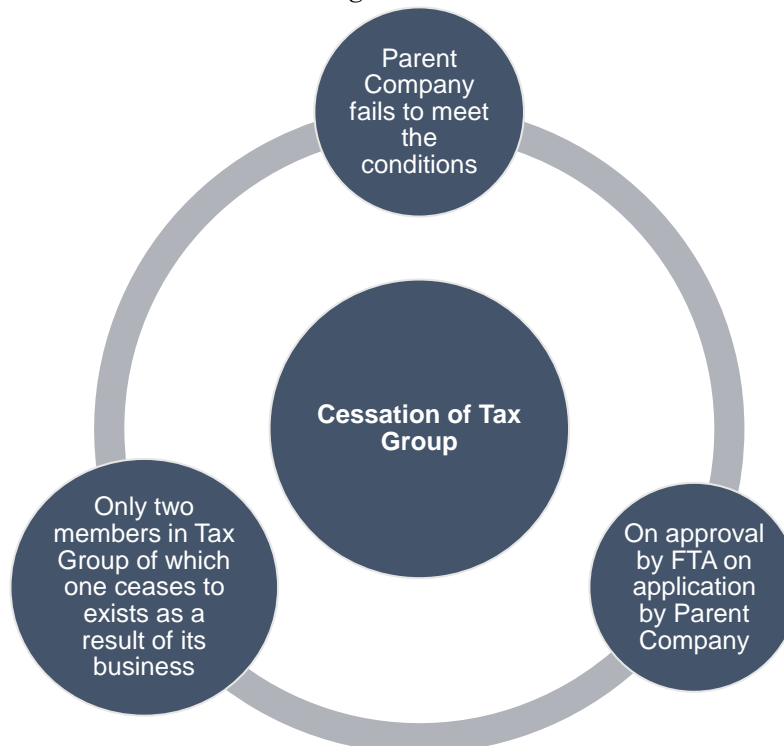 Parent
Company
fails to meet
the
conditions
Cessation of Tax
Group
On approval
by FTA on
application
by Parent
Company
Only two
members in Tax
Group of which
one ceases to
exists as a
result of its
business